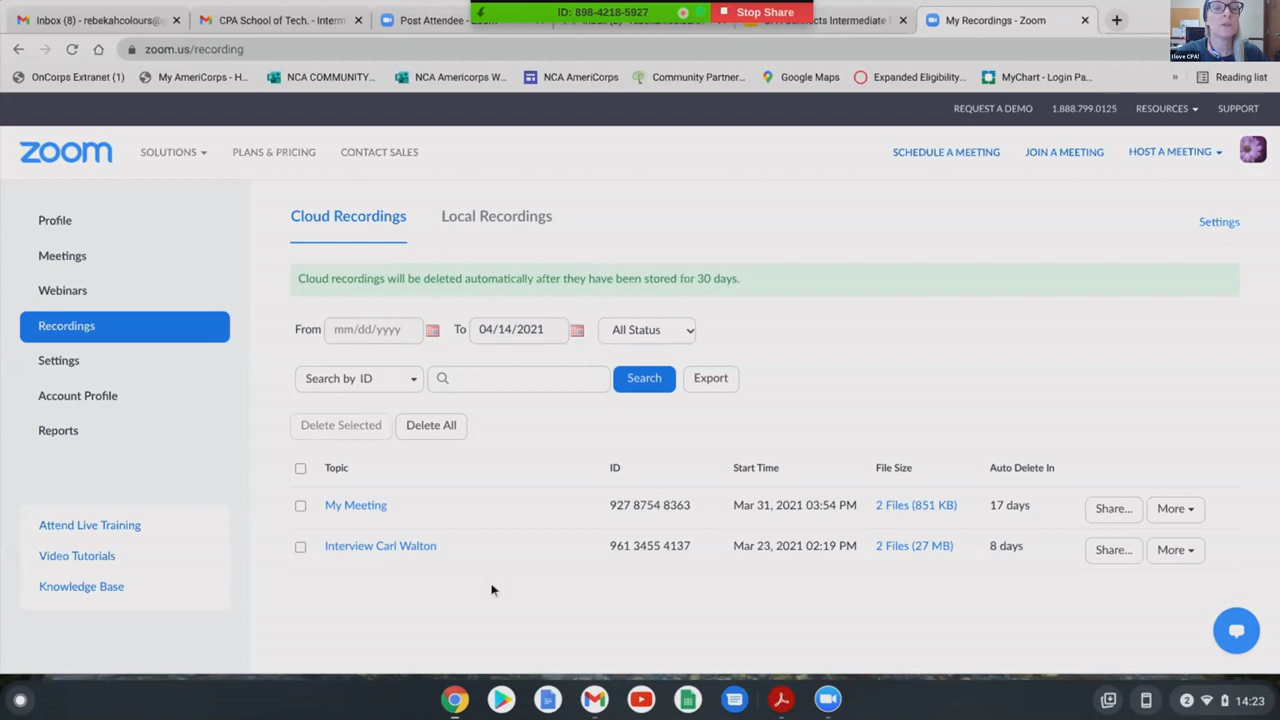 Inbox (8) - rebekahcolours@
CPA School of Tech. - Interm
Post Attendee - Zoom
ID: 898-4218-5927
Stop Share
Connects Intermediate
My Recordings - Zoom
I love CPA!
zoom.us/recording
OnCorps Extranet (1)
My AmeriCorps - H...
NCA COMMUNITY...
NCA Americorps W...
NCA AmeriCorps
Community Partner...
Google Maps
Expanded Eligibility...
MyChart - Login Pa...
»
Reading list
REQUEST A DEMO
1.888.799.0125
RESOURCES
SUPPORT
zoom
SOLUTIONS
PLANS & PRICING
CONTACT SALES
SCHEDULE A MEETING
JOIN A MEETING
HOST A MEETING
Profile
Meetings
Webinars
Recordings
Settings
Account Profile
Reports
Attend Live Training
Video Tutorials
Knowledge Base
Cloud Recordings
Local Recordings
Settings
Cloud recordings will be deleted automatically after they have been stored for 30 days.
From mm/dd/yyyy To 04/14/2021 All Status
Search by ID Search Export
Delete Selected Delete All
Topic ID Start Time File Size Auto Delete In
My Meeting 927 8754 8363 Mar 31, 2021 03:54 PM 2 Files (851 KB) 17 days Share... More
Interview Carl Walton 961 3455 4137 Mar 23, 2021 02:19 PM 2 Files (27 MB) 8 days Share... More
2 14:23